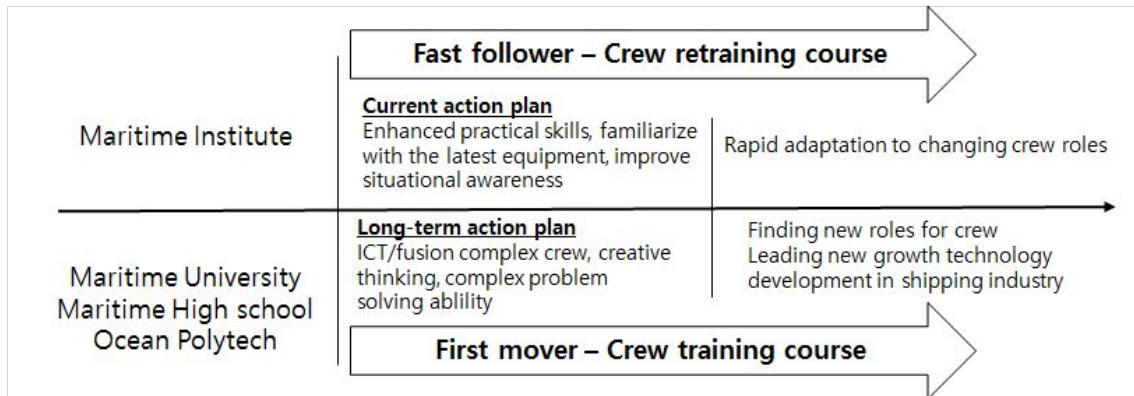 Fast follower – Crew retraining course
Maritime Institute
Current action plan
Enhanced practical skills, familiarize
with the latest equipment, improve
situational awareness
Rapid adaptation to changing crew roles
Maritime University
Maritime High school
Ocean Polytech
Long-term action plan
ICT/fusion complex crew, creative
thinking, complex problem
solving ablility
Finding new roles for crew
Leading new growth technology
development in shipping industry
First mover – Crew training course